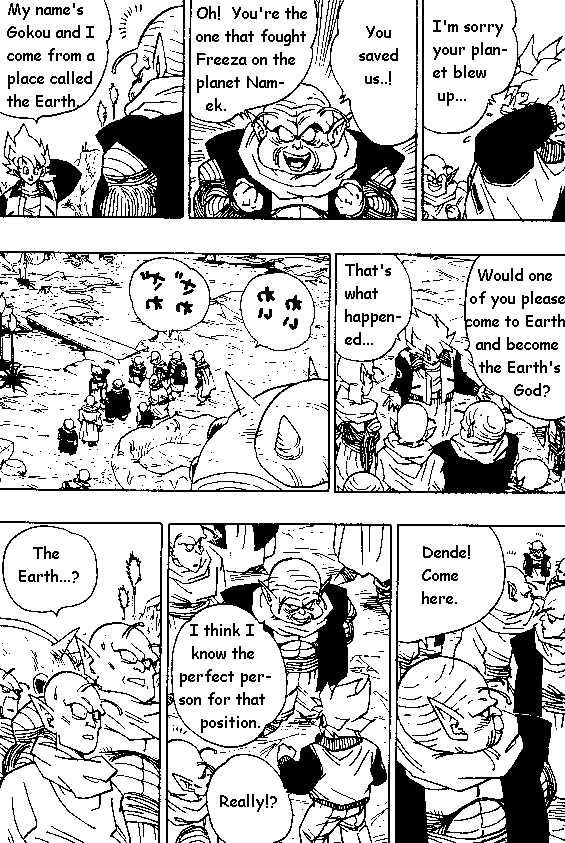 My name's
Gokou and I
come from a
place called
the Earth.
Oh! You're the
one that fought
Freeza on the
planet Nam-
ek.
You
saved
us..!
I'm sorry
your plan-
et blew
up...
That's
what
happen-
ed...
Would one
of you please
come to Earth
and become
the Earth's
God?
The
Earth...?
I think I
know the
perfect per-
son for that
position.
Really!?
Dende!
Come
here.